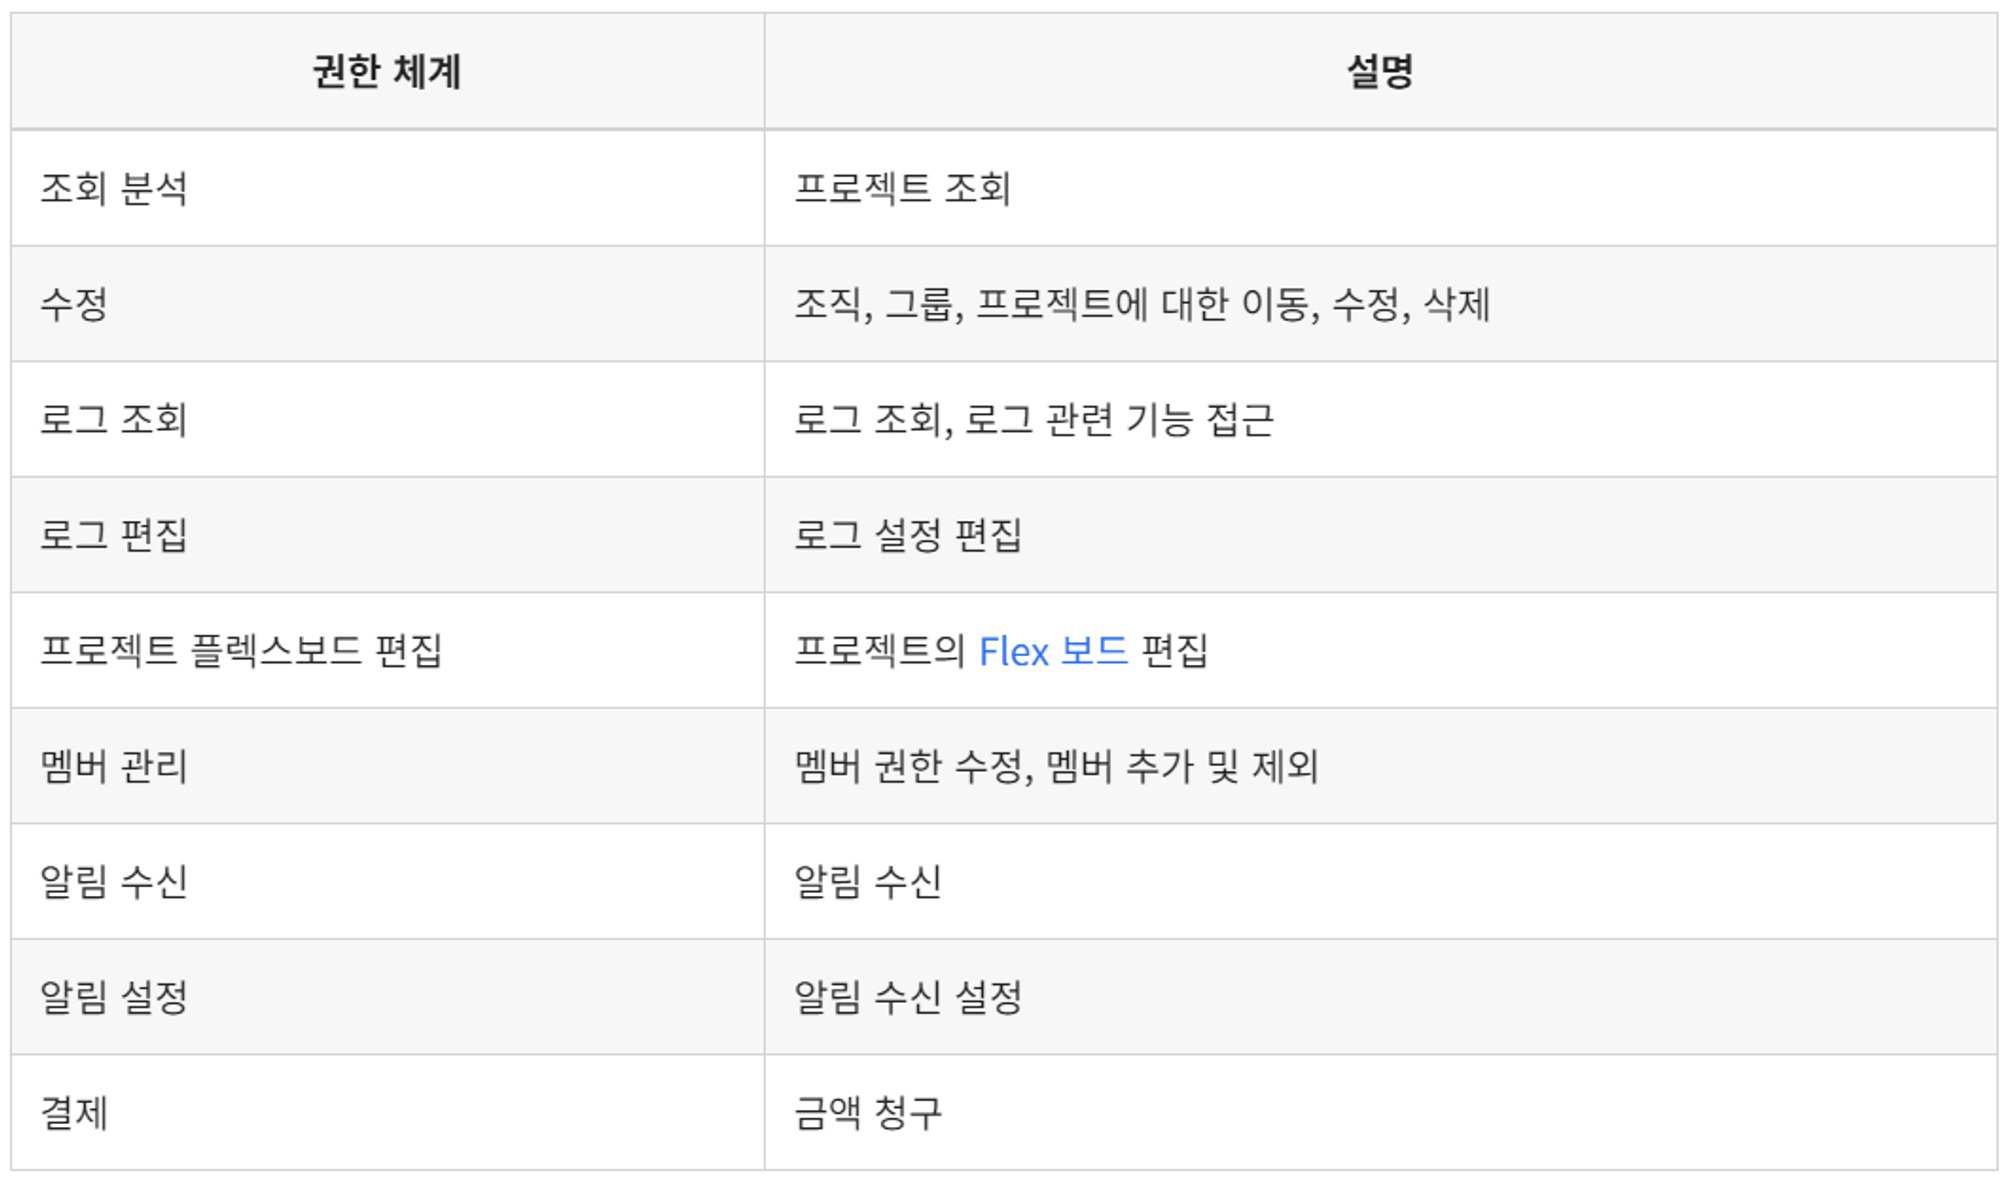 권한 체계 설명
조회 분석 프로젝트 조회
수정 조직, 그룹, 프로젝트에 대한 이동, 수정, 삭제
로그 조회 로그 조회, 로그 관련 기능 접근
로그 편집 로그 설정 편집
프로젝트 플렉스보드 편집 프로젝트의 Flex 보드 편집
멤버 관리 멤버 권한 수정, 멤버 추가 및 제외
알림 수신 알림 수신
알림 설정 알림 수신 설정
결제 금액 청구